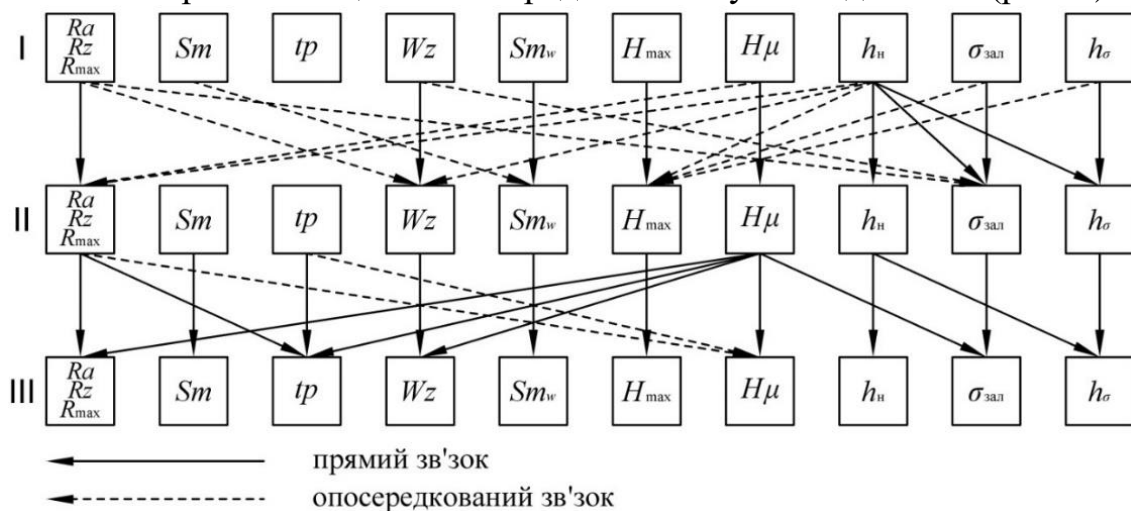 I Ra Rz Rmax Sm tp Wz Smw Hmax Hμ hн σзал hσ
II Ra Rz Rmax Sm tp Wz Smw Hmax Hμ hн σзал hσ
III Ra Rz Rmax Sm tp Wz Smw Hmax Hμ hн σзал hσ
прямий зв'зок
опосередкований зв'зок